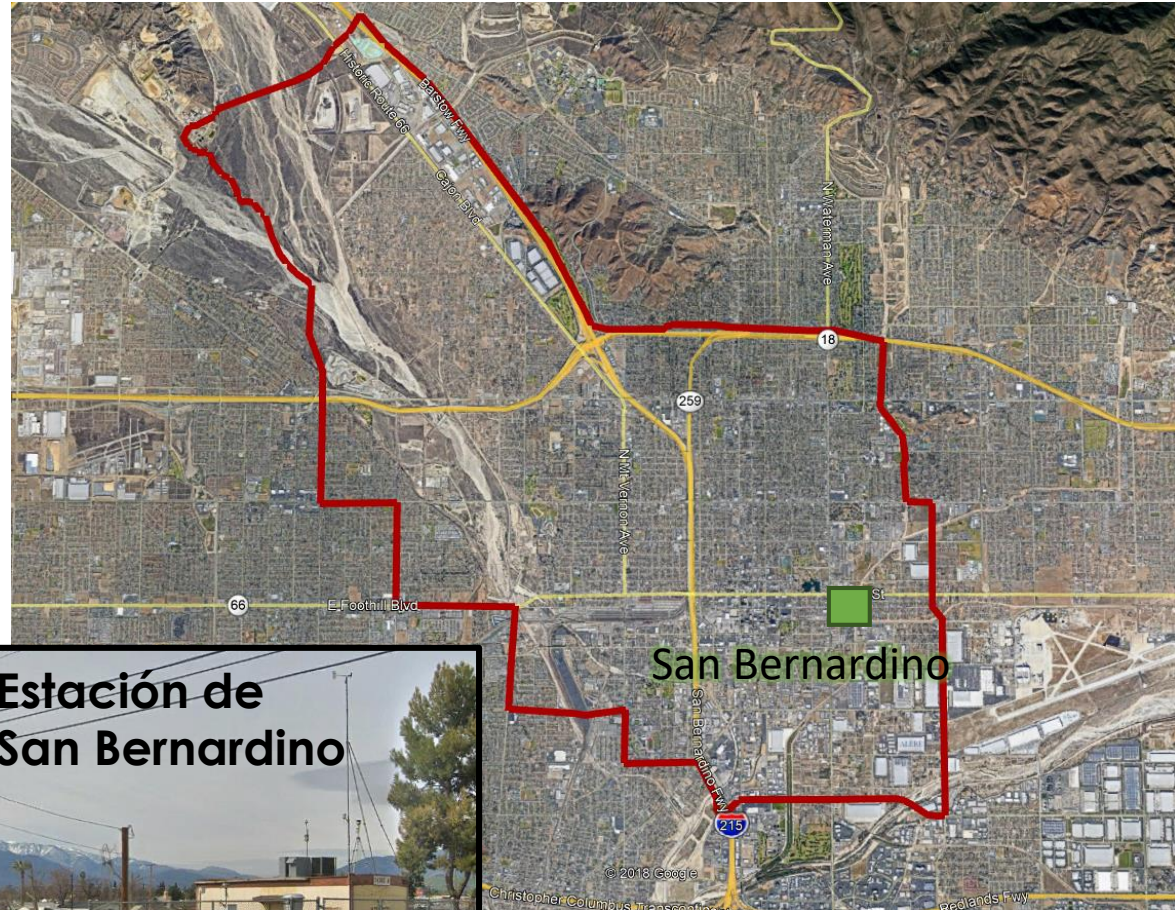 Historic Route 66
Barstow Fwy
Cajon Blvd
N Waterman Ave
18
259
N Mt Vernon Ave
66
E Foothill Blvd
St
San Bernardino
San Bernardino Fwy
215
Estación de
San Bernardino
© 2018 Google
Christopher Columbus Transcontine
Redlands Fwy